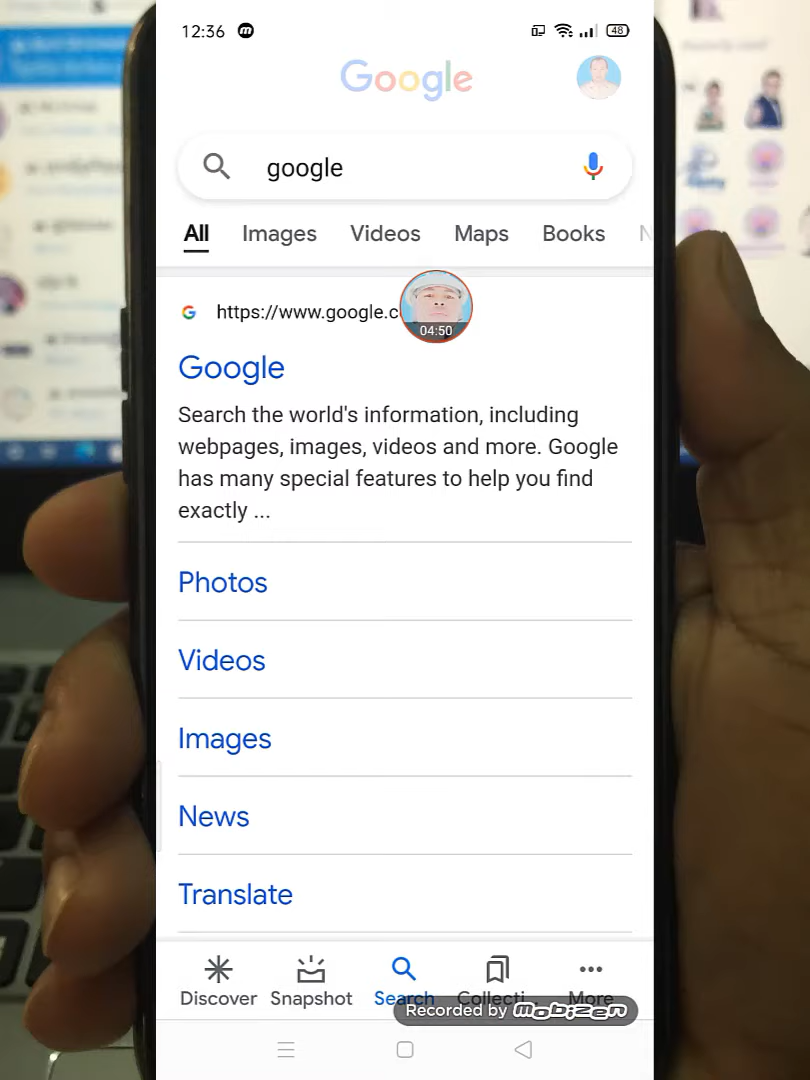 12:36
48
Google
google
All Images Videos Maps Books
https://www.google.c
04:50
Google
Search the world's information, including
webpages, images, videos and more. Google
has many special features to help you find
exactly ...
Photos
Videos
Images
News
Translate
Discover Snapshot Search Collecti... More
Recorded by mobizen